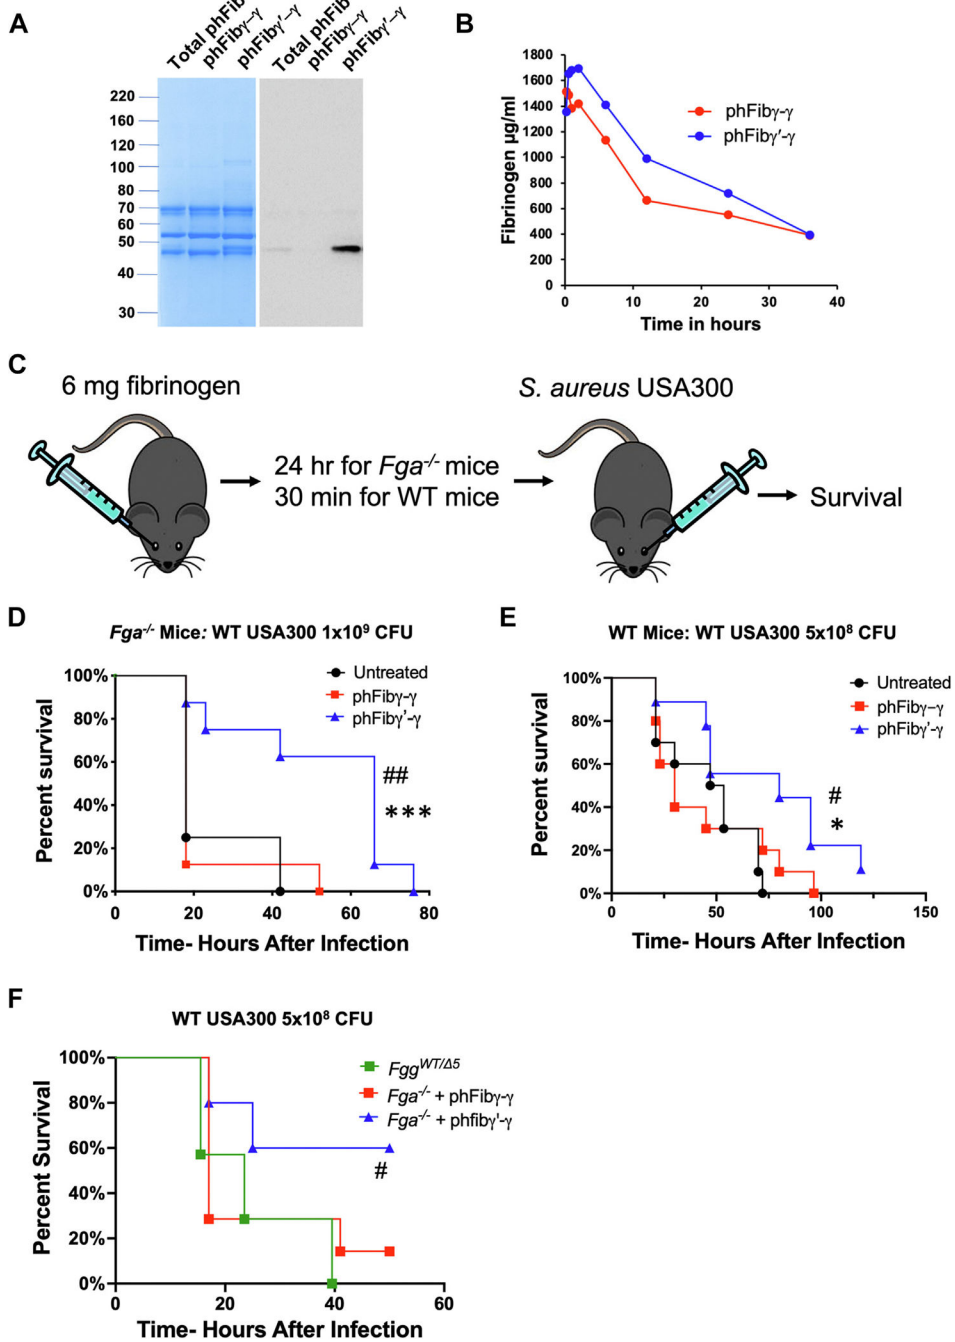 A
Total phFib
phFibγ–γ
phFibγ'–γ
Total phFib
phFibγ–γ
phFibγ'–γ
220
160
120
100
80
70
60
50
40
30
B
1800
1600
1400
1200
1000
800
600
400
200
0
Fibrinogen µg/ml
phFibγ-γ
phFibγ'-γ
0
10
20
30
40
Time in hours
C
6 mg fibrinogen
24 hr for Fga-/- mice
30 min for WT mice
S. aureus USA300
Survival
D
Fga-/- Mice: WT USA300 1x10⁹ CFU
100%
80%
60%
40%
20%
0%
Percent survival
Untreated
phFibγ-γ
phFibγ'-γ
##
***
0
20
40
60
80
Time- Hours After Infection
E
WT Mice: WT USA300 5x10⁸ CFU
100%
80%
60%
40%
20%
0%
Percent survival
Untreated
phFibγ–γ
phFibγ'-γ
#
*
0
50
100
150
Time- Hours After Infection
F
WT USA300 5x10⁸ CFU
100%
80%
60%
40%
20%
0%
Percent Survival
Fgg WT/Δ5
Fga-/- + phFibγ-γ
Fga-/- + phfibγ'-γ
#
0
20
40
60
Time- Hours After Infection